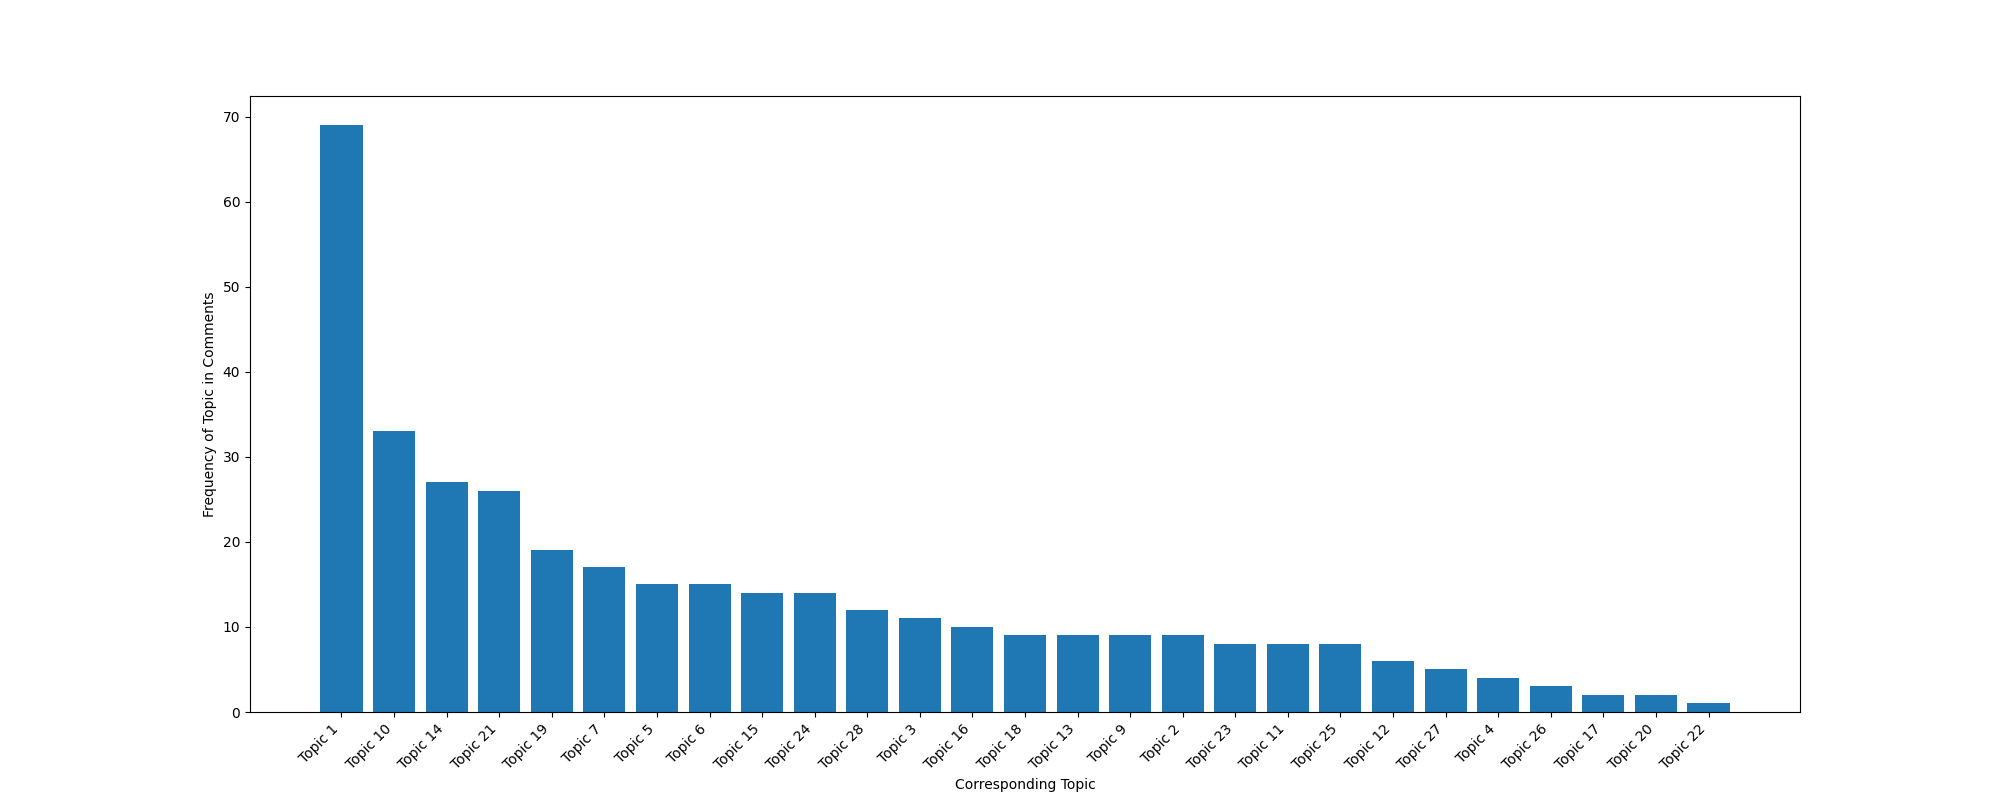 Frequency of Topic in Comments
70
60
50
40
30
20
10
0
Topic 1
Topic 10
Topic 14
Topic 21
Topic 19
Topic 7
Topic 5
Topic 6
Topic 15
Topic 24
Topic 28
Topic 3
Topic 16
Topic 18
Topic 13
Topic 9
Topic 2
Topic 23
Topic 11
Topic 25
Topic 12
Topic 27
Topic 4
Topic 26
Topic 17
Topic 20
Topic 22
Corresponding Topic